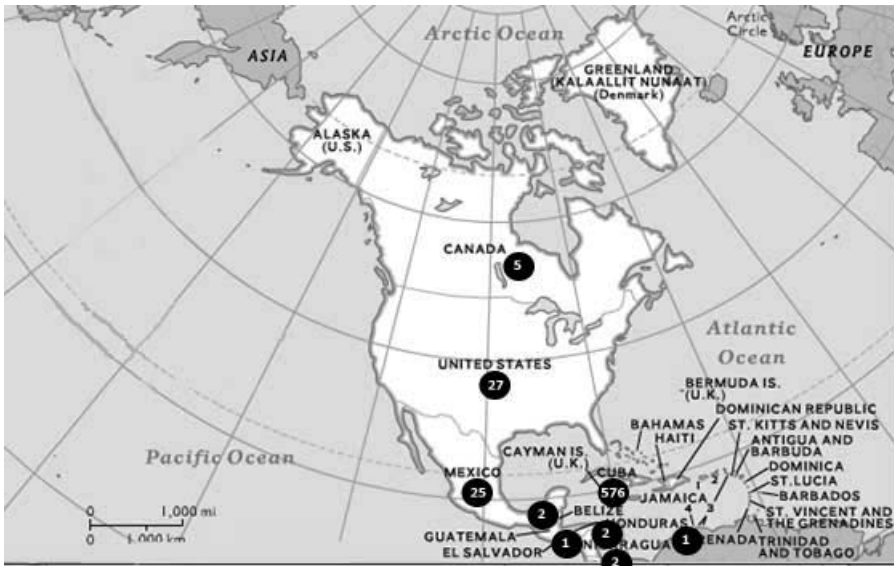 Arctic Ocean
Arctic
Circle
ASIA
EUROPE
GREENLAND
(KALAALLIT NUNAAT)
(Denmark)
ALASKA
(U.S.)
CANADA
5
Atlantic
Ocean
UNITED STATES
27
BERMUDA IS.
(U.K.)
DOMINICAN REPUBLIC
BAHAMAS
ST. KITTS AND NEVIS
HAITI
ANTIGUA AND
BARBUDA
Pacific Ocean
CAYMAN IS.
(U.K.)
CUBA
DOMINICA
MEXICO
ST.LUCIA
25
576
1 2
JAMAICA
BARBADOS
0 1,000 mi
2
BELIZE
4 3
ST. VINCENT AND
THE GRENADINES
0 1,000 km
GUATEMALA
HONDURAS
EL SALVADOR
1
2
1
TRINIDAD
AND TOBAGO
2